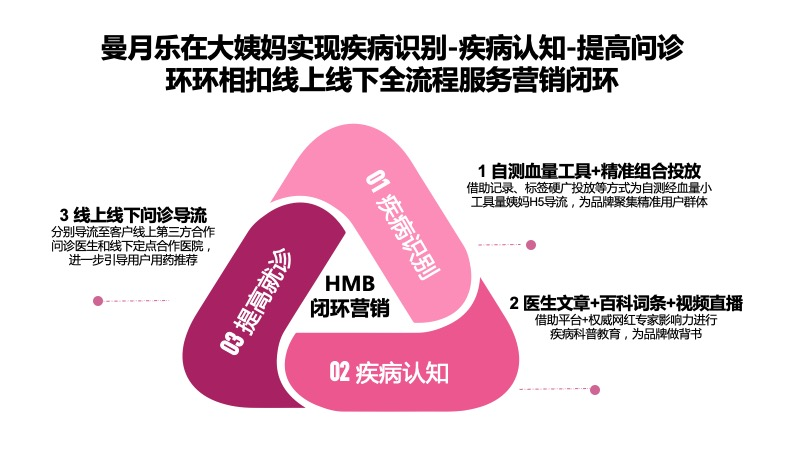 曼月乐在大姨妈实现疾病识别-疾病认知-提高问诊
环环相扣线上线下全流程服务营销闭环
01 疾病识别
1 自测血量工具+精准组合投放
借助记录、标签硬广投放等方式为自测经血量小
工具量姨妈H5导流，为品牌聚集精准用户群体
3 线上线下问诊导流
分别导流至客户线上第三方合作
问诊医生和线下定点合作医院，
进一步引导用户用药推荐
03 提高就诊
HMB
闭环营销
2 医生文章+百科词条+视频直播
借助平台+权威网红专家影响力进行
疾病科普教育，为品牌做背书
02 疾病认知